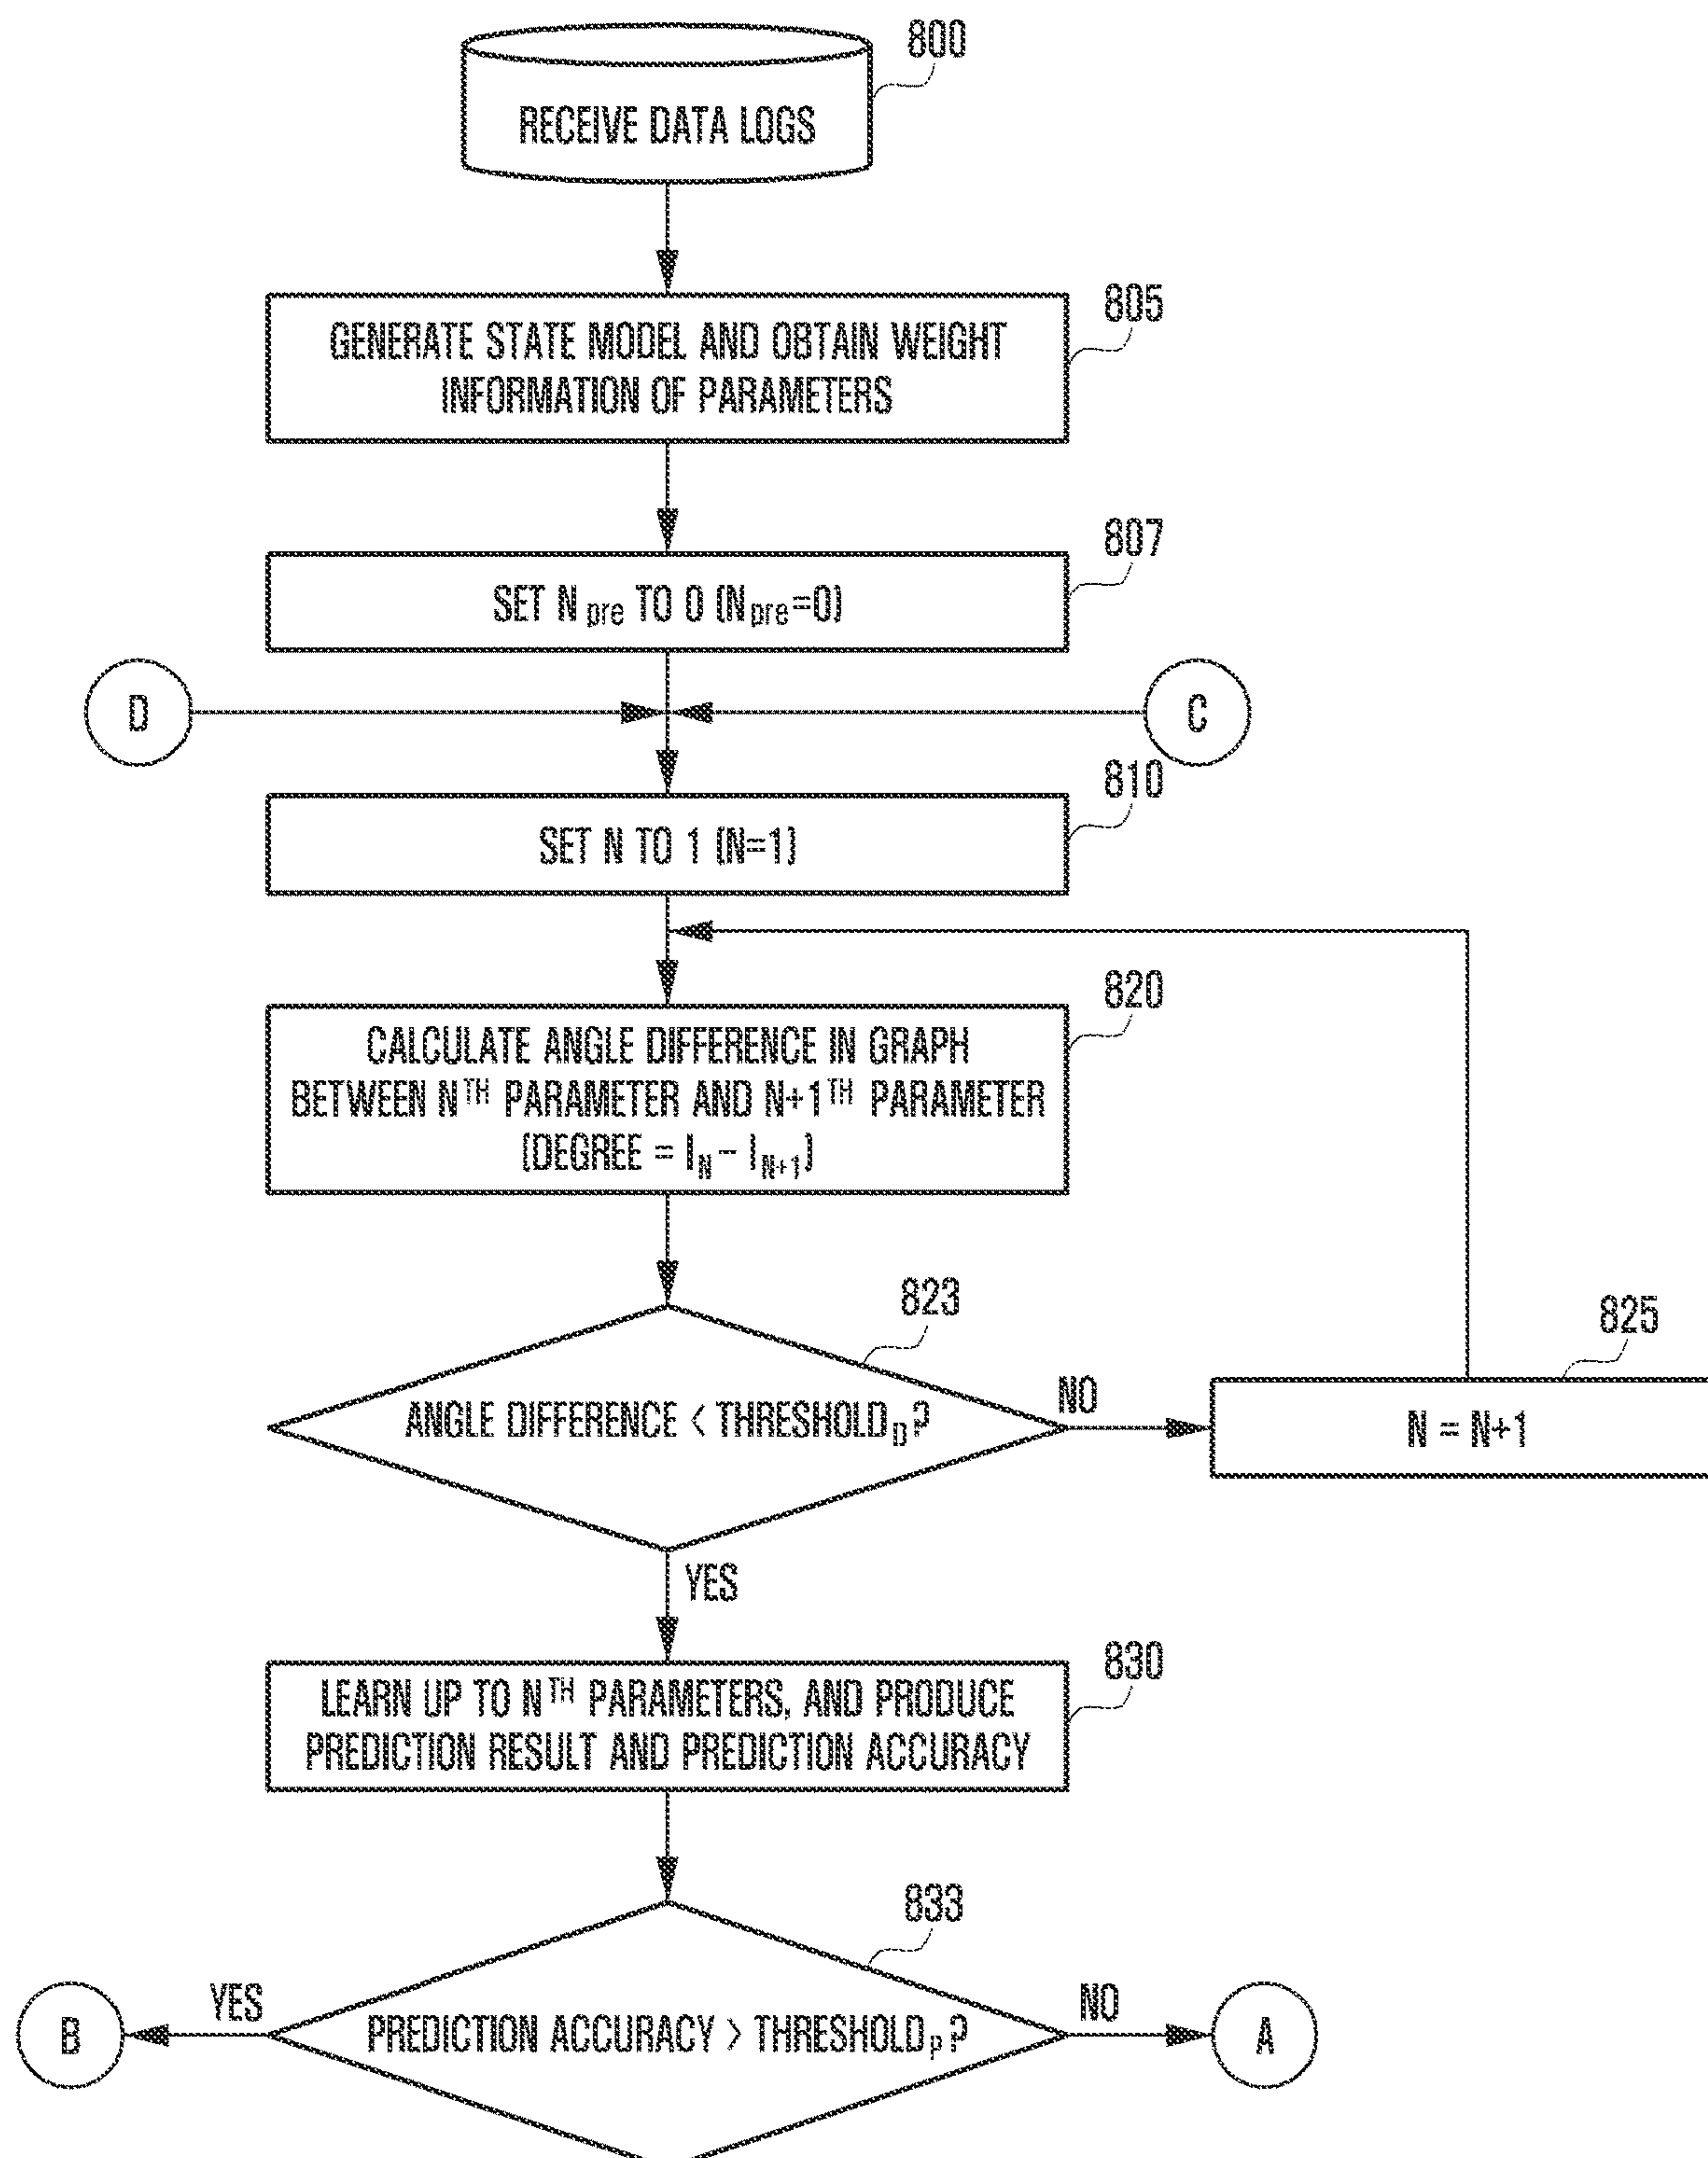 800
RECEIVE DATA LOGS
805
GENERATE STATE MODEL AND OBTAIN WEIGHT
INFORMATION OF PARAMETERS
807
SET N pre TO 0 (N pre=0)
D
C
810
SET N TO 1 (N=1)
820
CALCULATE ANGLE DIFFERENCE IN GRAPH
BETWEEN N TH PARAMETER AND N+1 TH PARAMETER
(DEGREE = I N - I N+1)
823
825
ANGLE DIFFERENCE < THRESHOLD D ?
NO
N = N+1
YES
830
LEARN UP TO N TH PARAMETERS, AND PRODUCE
PREDICTION RESULT AND PREDICTION ACCURACY
833
B
YES
PREDICTION ACCURACY > THRESHOLD P ?
NO
A